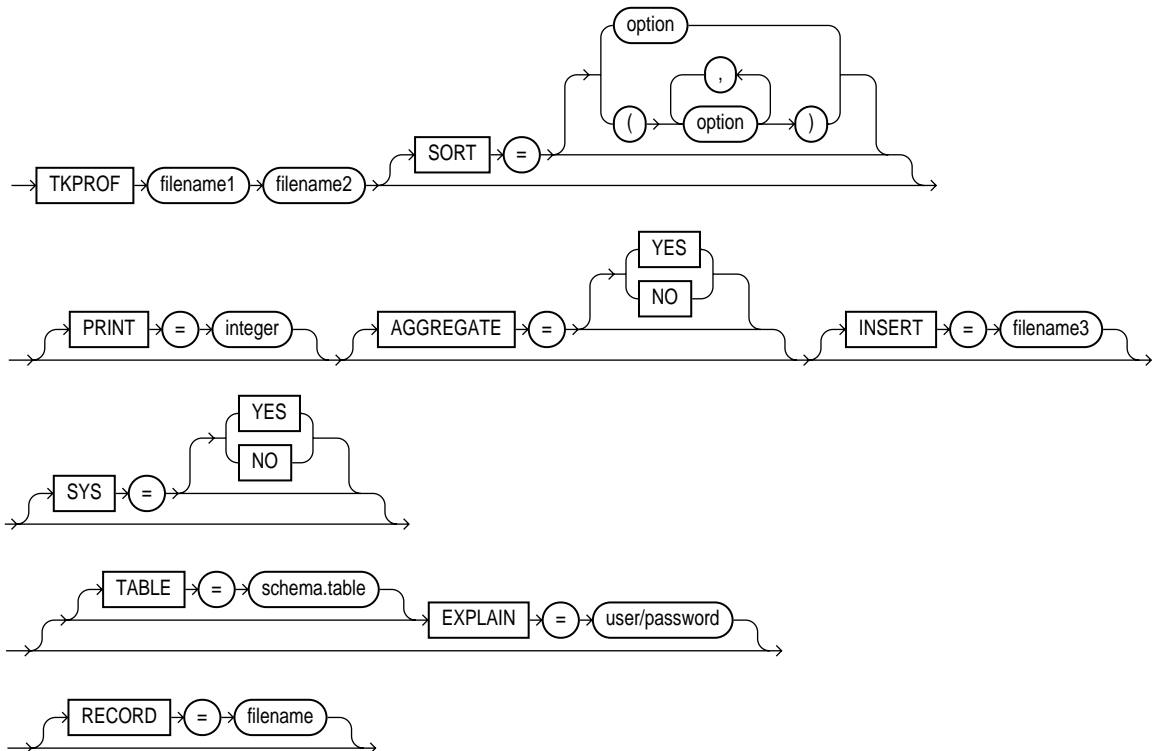 option
,
( option )
SORT =
TKPROF filename1 filename2
YES
NO
PRINT = integer AGGREGATE = INSERT = filename3
YES
NO
SYS =
TABLE = schema.table
EXPLAIN = user/password
RECORD = filename